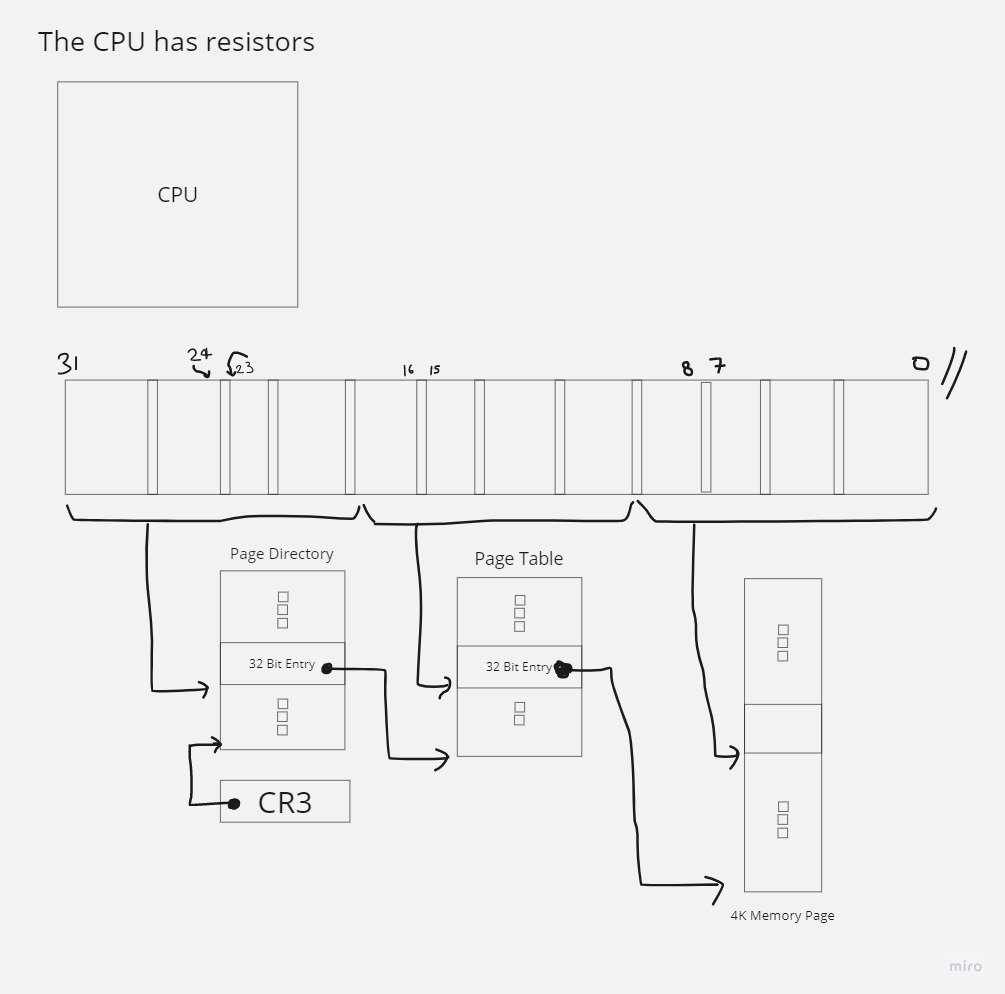 The CPU has resistors
CPU
31 24 23 16 15 8 7 0
Page Directory
Page Table
32 Bit Entry
32 Bit Entry
CR3
4K Memory Page
miro